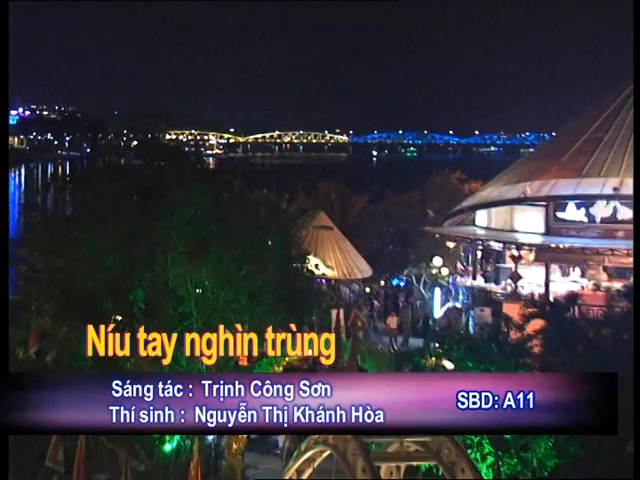 Níu tay nghìn trùng
Sáng tác : Trịnh Công Sơn
Thí sinh : Nguyễn Thị Khánh Hòa
SBD: A11